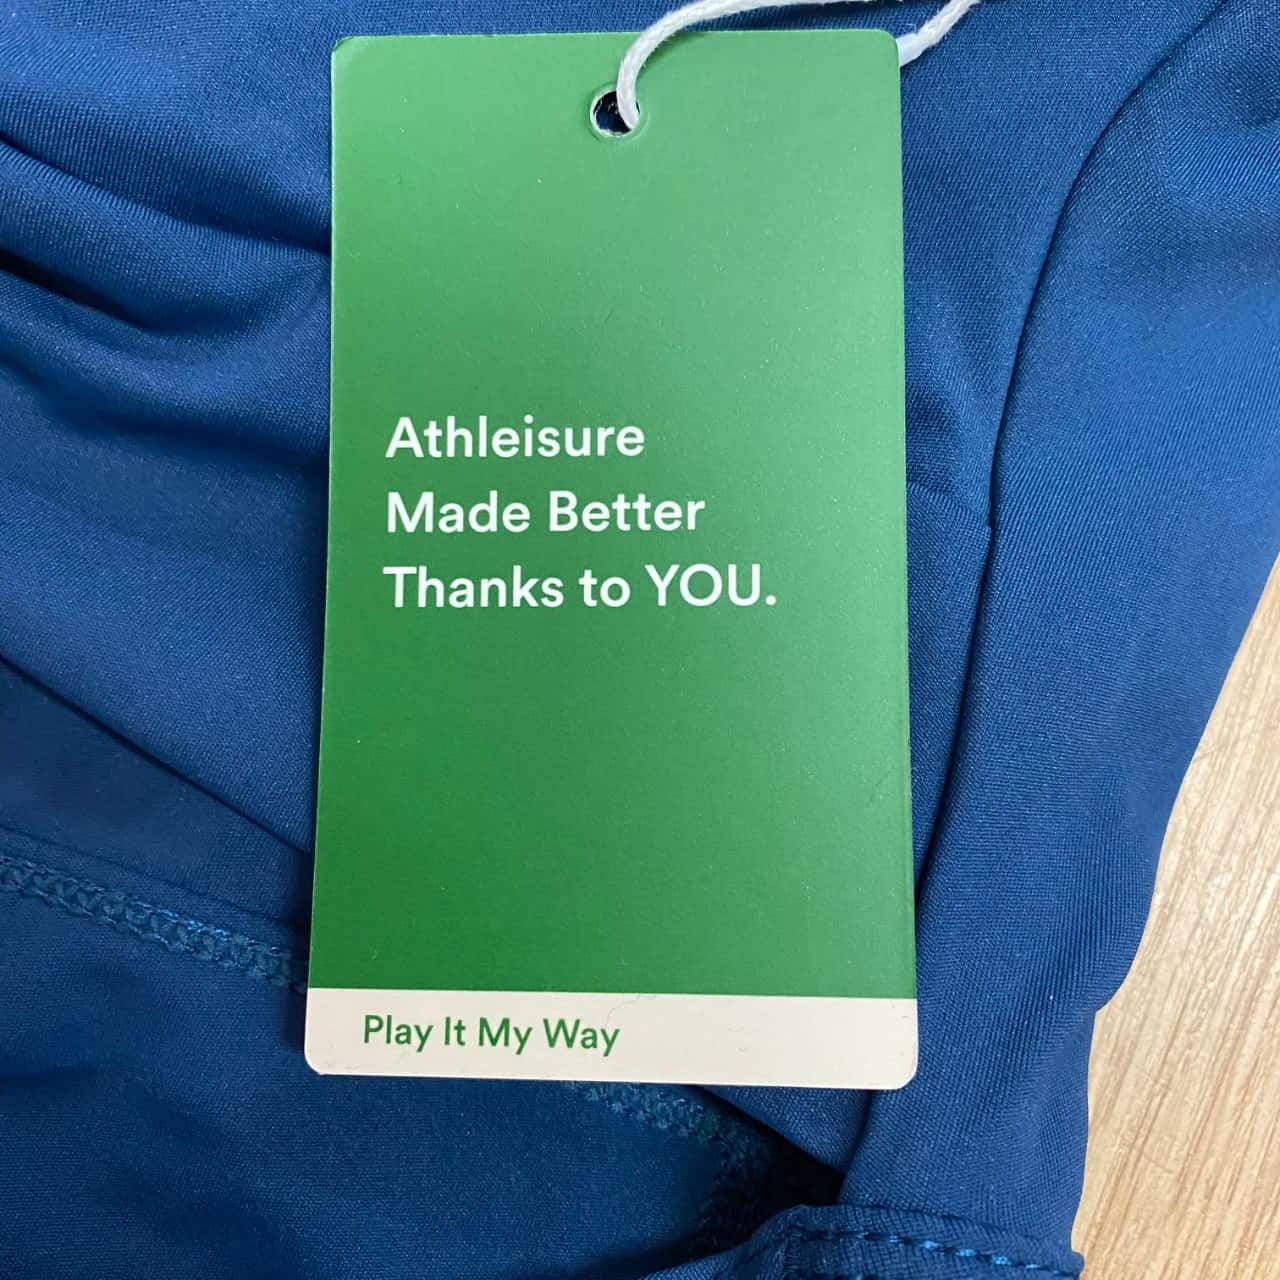 Athleisure
Made Better
Thanks to YOU.
Play It My Way